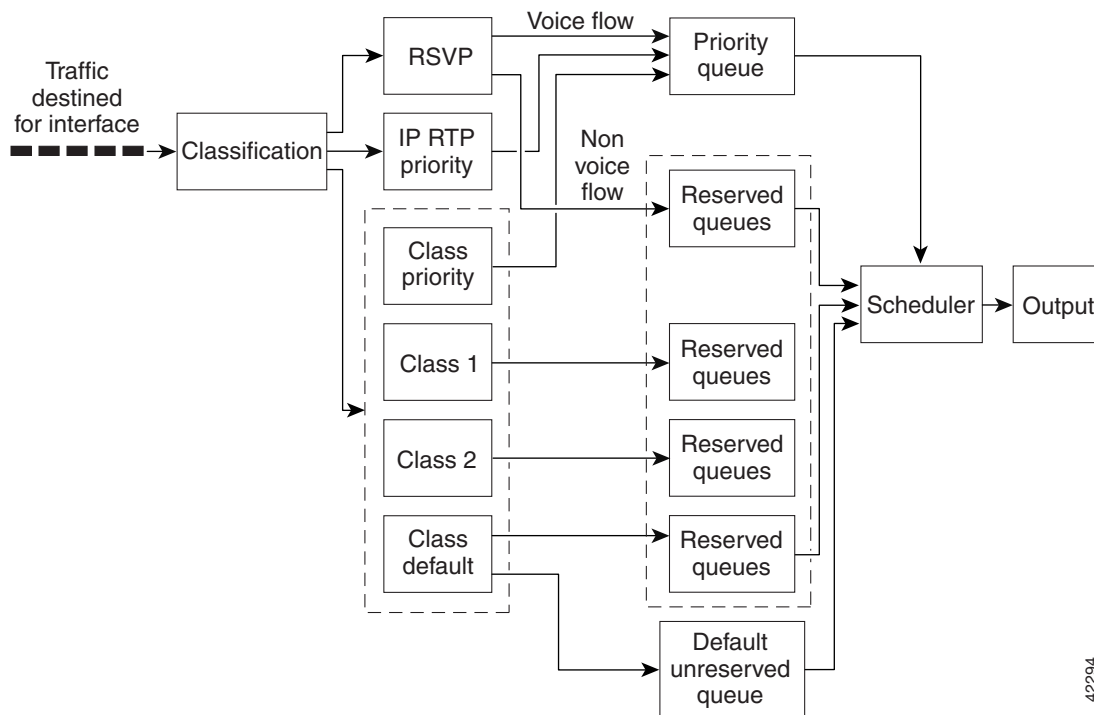 Traffic
destined
for interface
Classification
RSVP
IP RTP
priority
Class
priority
Class 1
Class 2
Class
default
Voice flow
Non
voice
flow
Priority
queue
Reserved
queues
Reserved
queues
Reserved
queues
Reserved
queues
Default
unreserved
queue
Scheduler
Output
42294